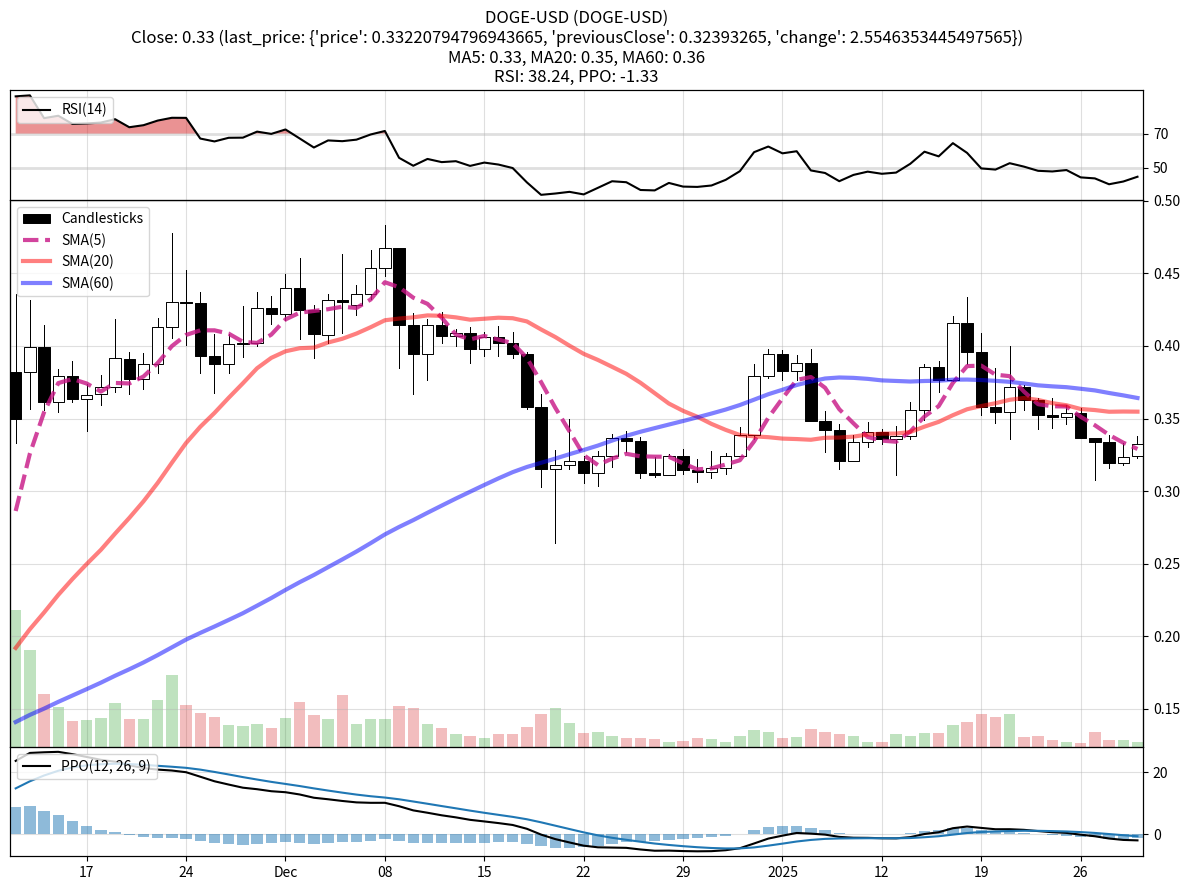 DOGE-USD (DOGE-USD)
Close: 0.33 (last_price: {'price': 0.33220794796943665, 'previousClose': 0.32393265, 'change': 2.5546353445497565})
MA5: 0.33, MA20: 0.35, MA60: 0.36
RSI: 38.24, PPO: -1.33
RSI(14)
70
50
0.50
Candlesticks
SMA(5)
SMA(20)
SMA(60)
0.45
0.40
0.35
0.30
0.25
0.20
0.15
PPO(12, 26, 9)
20
0
17 24 Dec 08 15 22 29 2025 12 19 26